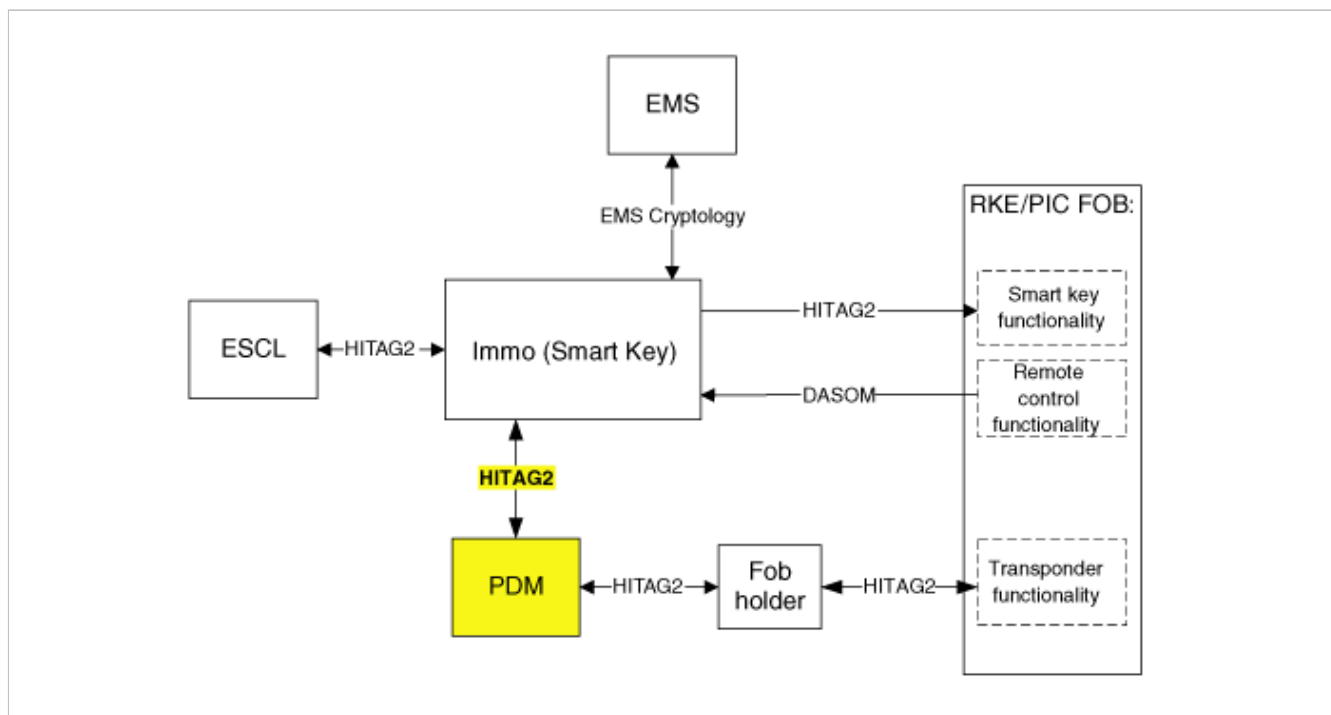 EMS
EMS Cryptology
RKE/PIC FOB:
Smart key
functionality
HITAG2
ESCL
HITAG2
Immo (Smart Key)
Remote
control
functionality
DASOM
HITAG2
PDM
HITAG2
Fob
holder
HITAG2
Transponder
functionality